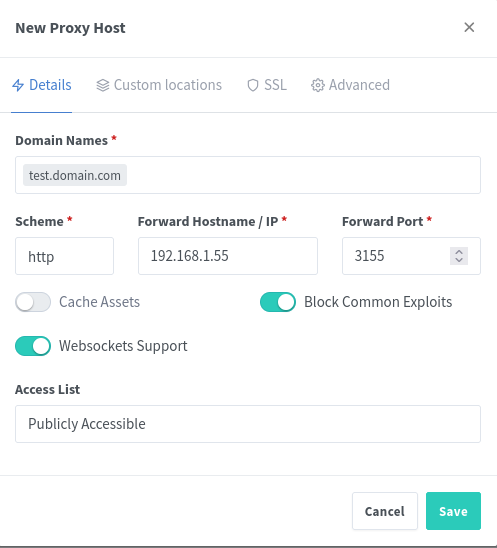 New Proxy Host
Details Custom locations SSL Advanced
Domain Names *
test.domain.com
Scheme * Forward Hostname / IP * Forward Port *
http 192.168.1.55 3155
Cache Assets Block Common Exploits
Websockets Support
Access List
Publicly Accessible
Cancel Save